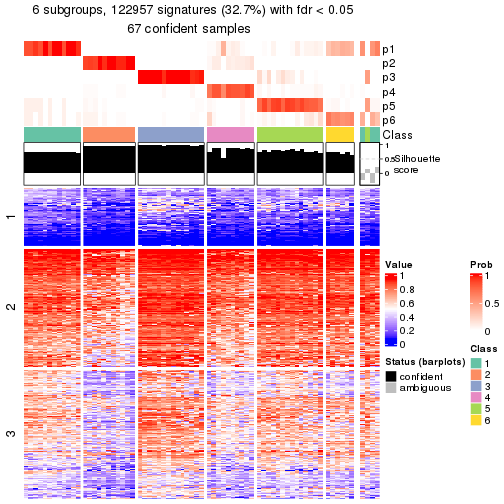 6 subgroups, 122957 signatures (32.7%) with fdr < 0.05
67 confident samples
p1
p2
p3
p4
p5
p6
Class
1
0.5
0
Silhouette
score
1
2
3
Value
1
0.8
0.6
0.4
0.2
0
Prob
1
0.5
0
Status (barplots)
confident
ambiguous
Class
1
2
3
4
5
6